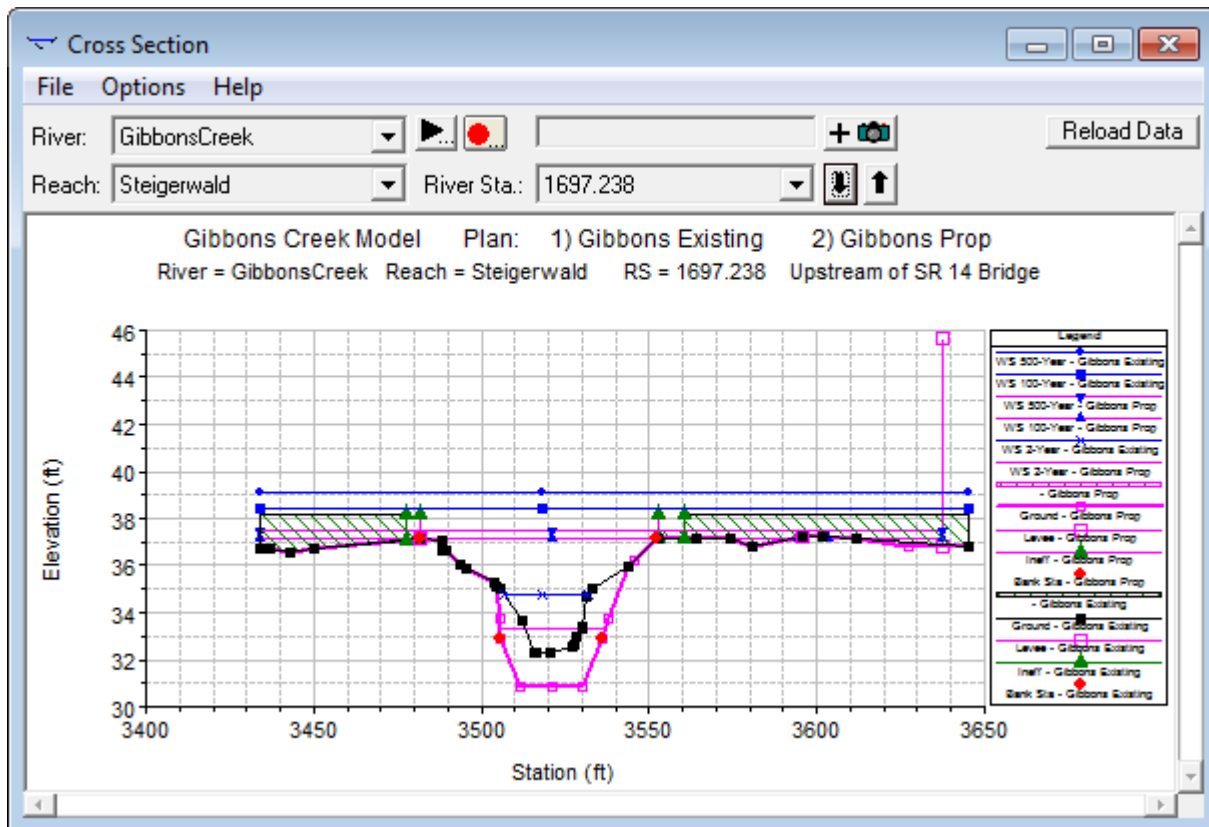 Cross Section
File Options Help
River: GibbonsCreek ... ... Reload Data
Reach: Steigerwald River Sta.: 1697.238
Gibbons Creek Model Plan: 1) Gibbons Existing 2) Gibbons Prop
River = GibbonsCreek Reach = Steigerwald RS = 1697.238 Upstream of SR 14 Bridge
Elevation (ft)
46
44
42
40
38
36
34
32
30
3400 3450 3500 3550 3600 3650
Station (ft)
Legend
WS 500-Year - Gibbons Existing
WS 100-Year - Gibbons Existing
WS 500-Year - Gibbons Prop
WS 100-Year - Gibbons Prop
WS 2-Year - Gibbons Existing
WS 2-Year - Gibbons Prop
- Gibbons Prop
Ground - Gibbons Prop
Levee - Gibbons Prop
Ineff - Gibbons Prop
Bank Sta - Gibbons Prop
- Gibbons Existing
Ground - Gibbons Existing
Levee - Gibbons Existing
Ineff - Gibbons Existing
Bank Sta - Gibbons Existing